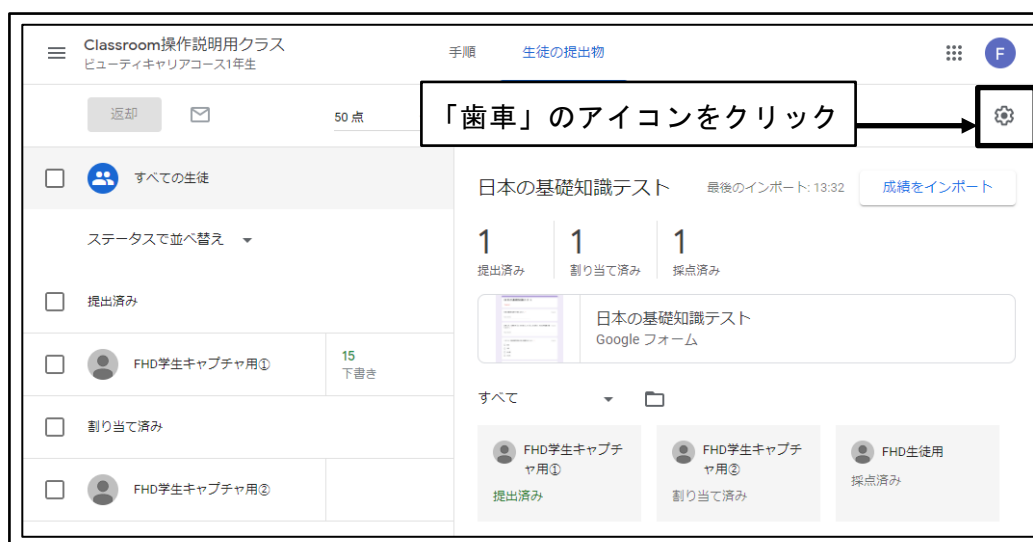 Classroom操作説明用クラス
ビューティキャリアコース1年生
手順
生徒の提出物
F
返却
50 点
「歯車」のアイコンをクリック
すべての生徒
ステータスで並べ替え
提出済み
FHD学生キャプチャ用①
15
下書き
割り当て済み
FHD学生キャプチャ用②
日本の基礎知識テスト
最後のインポート: 13:32
成績をインポート
1
提出済み
1
割り当て済み
1
採点済み
日本の基礎知識テスト
Google フォーム
すべて
FHD学生キャプチ
ャ用①
提出済み
FHD学生キャプチ
ャ用②
割り当て済み
FHD生徒用
採点済み